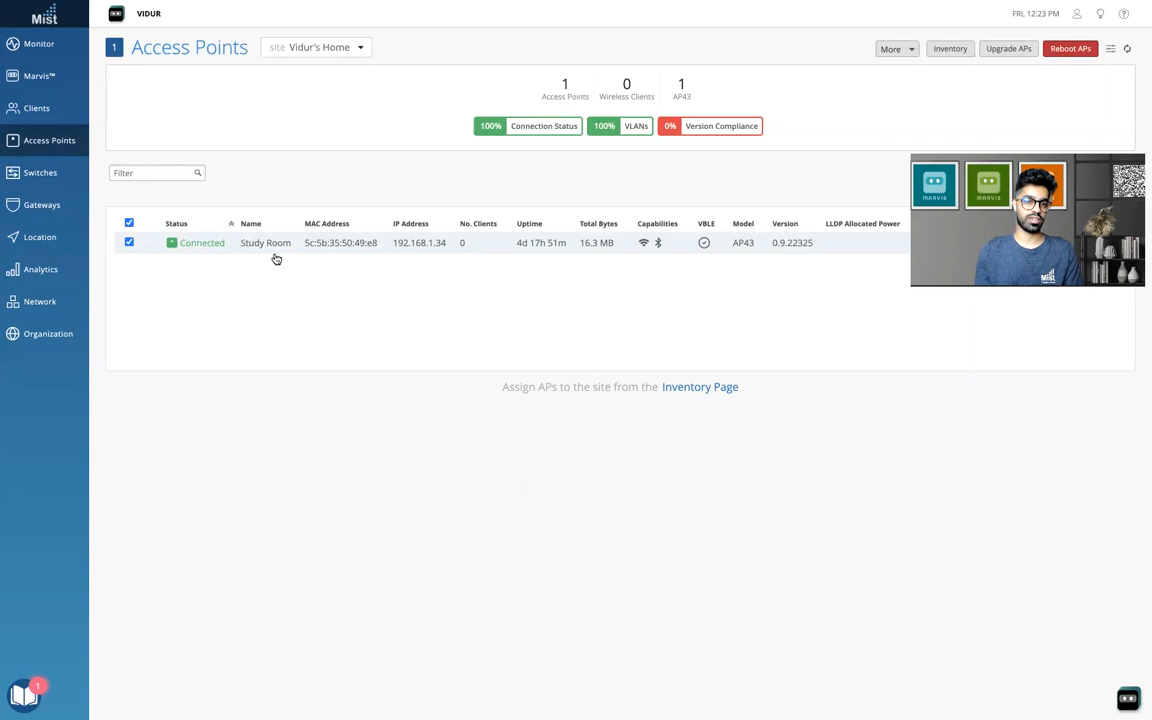 Mist
VIDUR
FRI, 12:23 PM
Monitor
Marvis™
Clients
Access Points
Switches
Gateways
Location
Analytics
Network
Organization
1
Access Points
site Vidur's Home
More
Inventory
Upgrade APs
Reboot APs
1 0 1
Access Points Wireless Clients AP43
100% Connection Status 100% VLANs 0% Version Compliance
Filter
Status Name MAC Address IP Address No. Clients Uptime Total Bytes Capabilities VBLE Model Version LLDP Allocated Power
Connected Study Room 5c:5b:35:50:49:e8 192.168.1.34 0 4d 17h 51m 16.3 MB AP43 0.9.22325
MARVIS MARVIS
Mist
Assign APs to the site from the Inventory Page
1